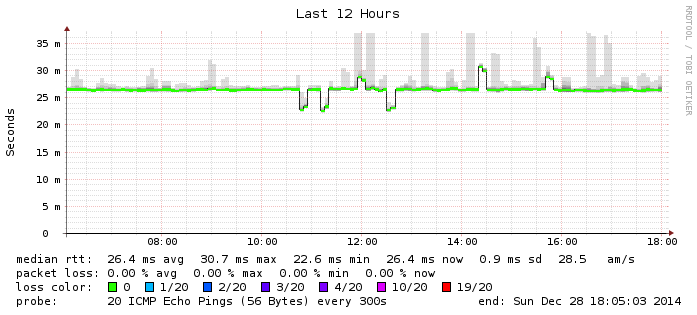 Last 12 Hours
RRDTOOL / TOBI OETIKER
Seconds
35 m
30 m
25 m
20 m
15 m
10 m
5 m
0
08:00 10:00 12:00 14:00 16:00 18:00
median rtt: 26.4 ms avg 30.7 ms max 22.6 ms min 26.4 ms now 0.9 ms sd 28.5 am/s
packet loss: 0.00 % avg 0.00 % max 0.00 % min 0.00 % now
loss color: 0 1/20 2/20 3/20 4/20 10/20 19/20
probe: 20 ICMP Echo Pings (56 Bytes) every 300s end: Sun Dec 28 18:05:03 2014